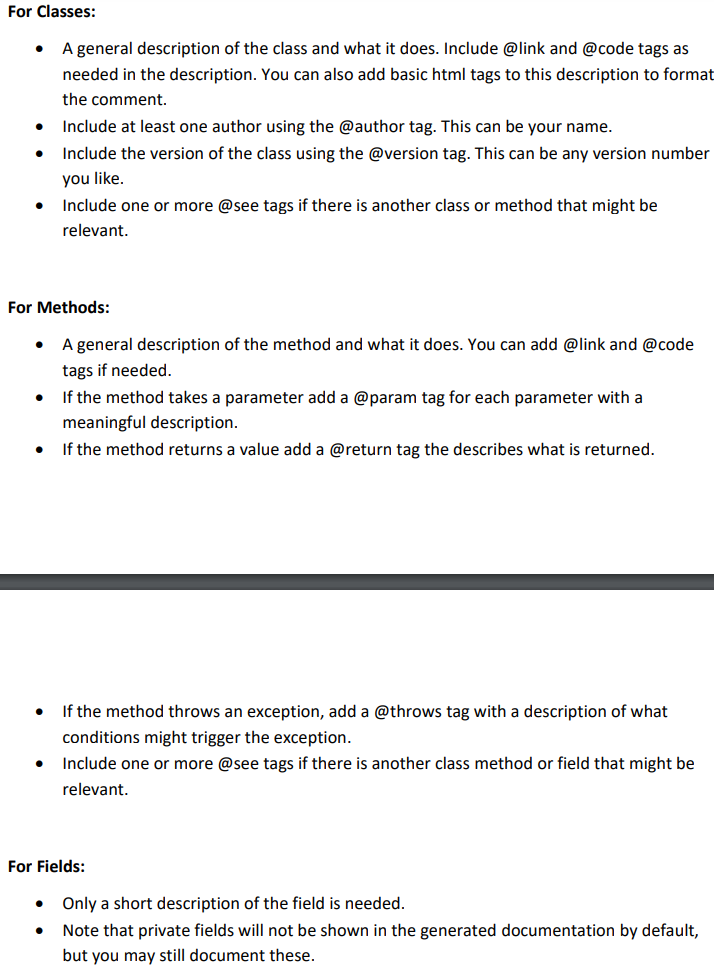 For Classes:
• A general description of the class and what it does. Include @link and @code tags as
needed in the description. You can also add basic html tags to this description to format
the comment.
• Include at least one author using the @author tag. This can be your name.
• Include the version of the class using the @version tag. This can be any version number
you like.
• Include one or more @see tags if there is another class or method that might be
relevant.
For Methods:
• A general description of the method and what it does. You can add @link and @code
tags if needed.
• If the method takes a parameter add a @param tag for each parameter with a
meaningful description.
• If the method returns a value add a @return tag the describes what is returned.
• If the method throws an exception, add a @throws tag with a description of what
conditions might trigger the exception.
• Include one or more @see tags if there is another class method or field that might be
relevant.
For Fields:
• Only a short description of the field is needed.
• Note that private fields will not be shown in the generated documentation by default,
but you may still document these.